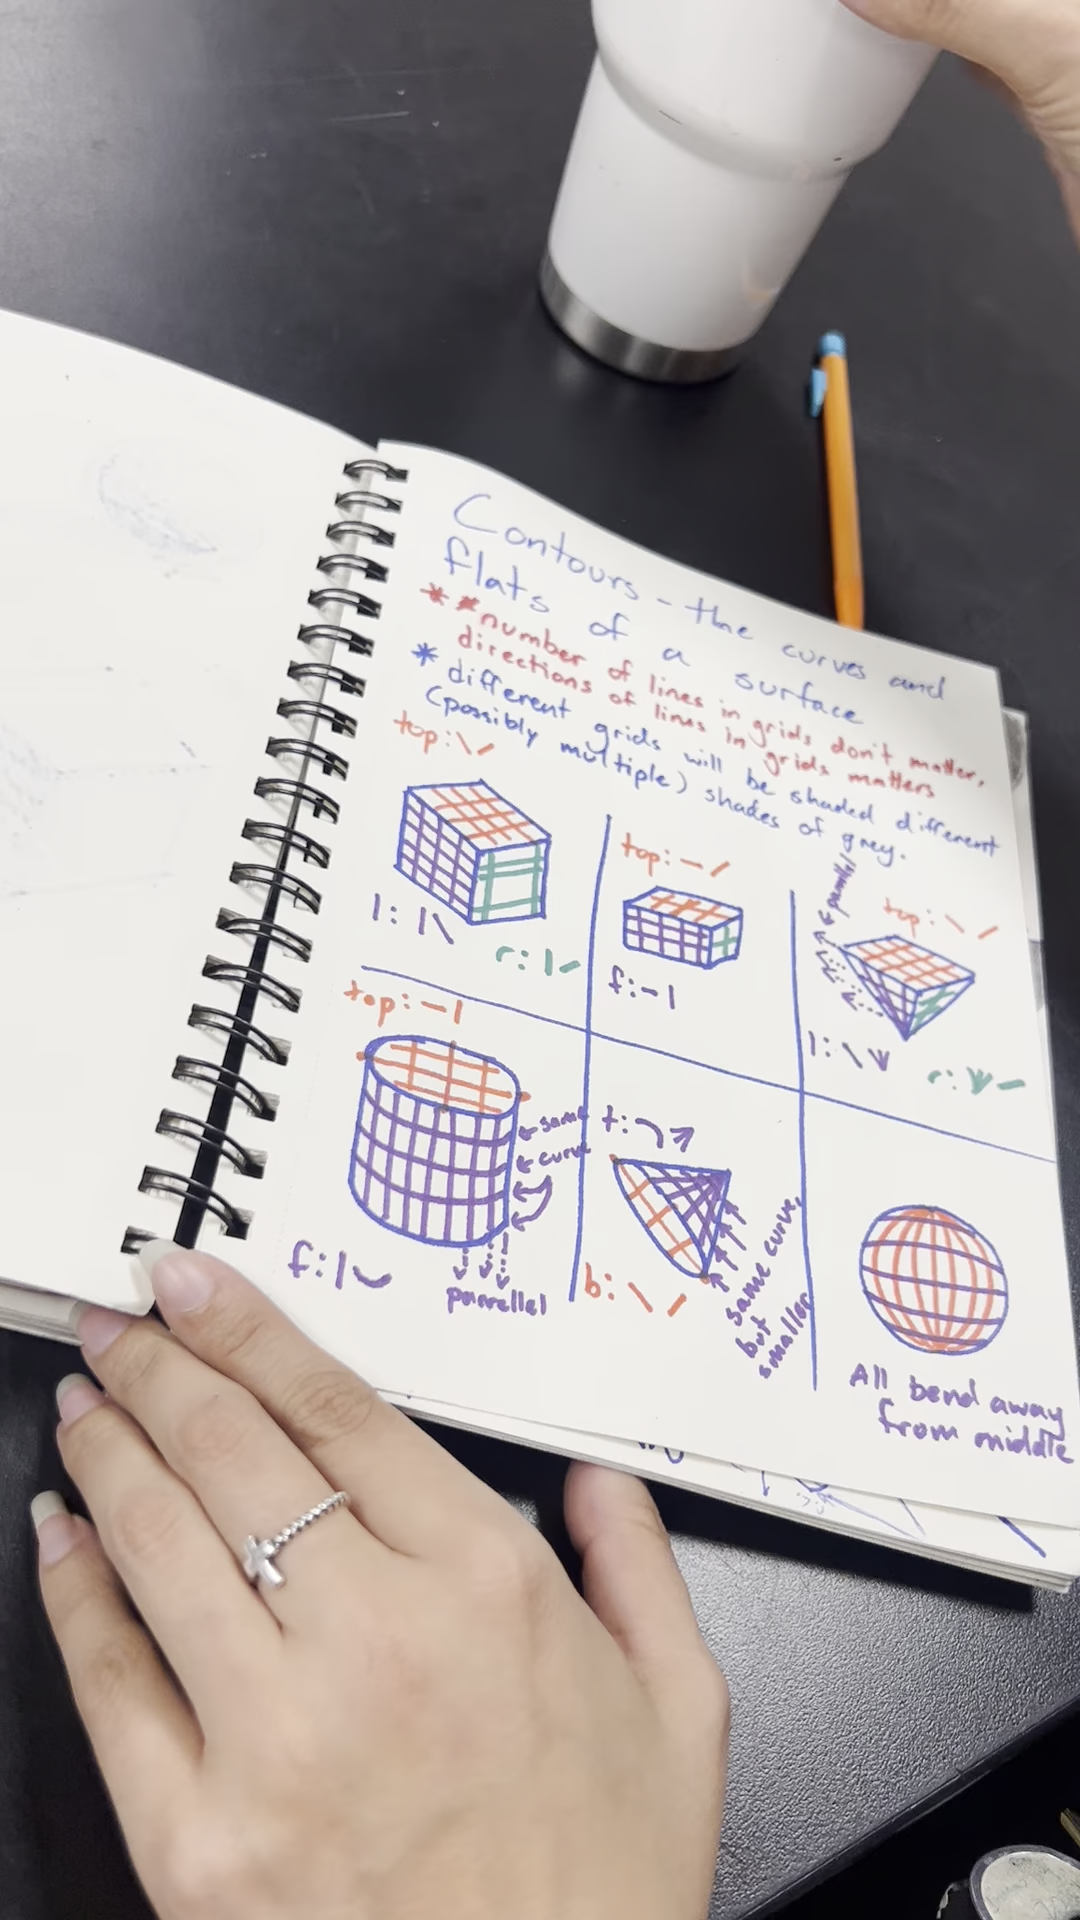 Contours - the curves and
flats of a surface
** number of lines in grids don't matter,
directions of lines in grids matters
* different grids will be shaded different
(possibly multiple) shades of grey.
top: \ /
l: | \
r: | /
top: — /
f: — |
parallel
top: \ /
l: \
r:
top: — |
same
curve
f: |
parrellel
t:
b: \ /
same curve,
but
smaller
All bend away
from middle